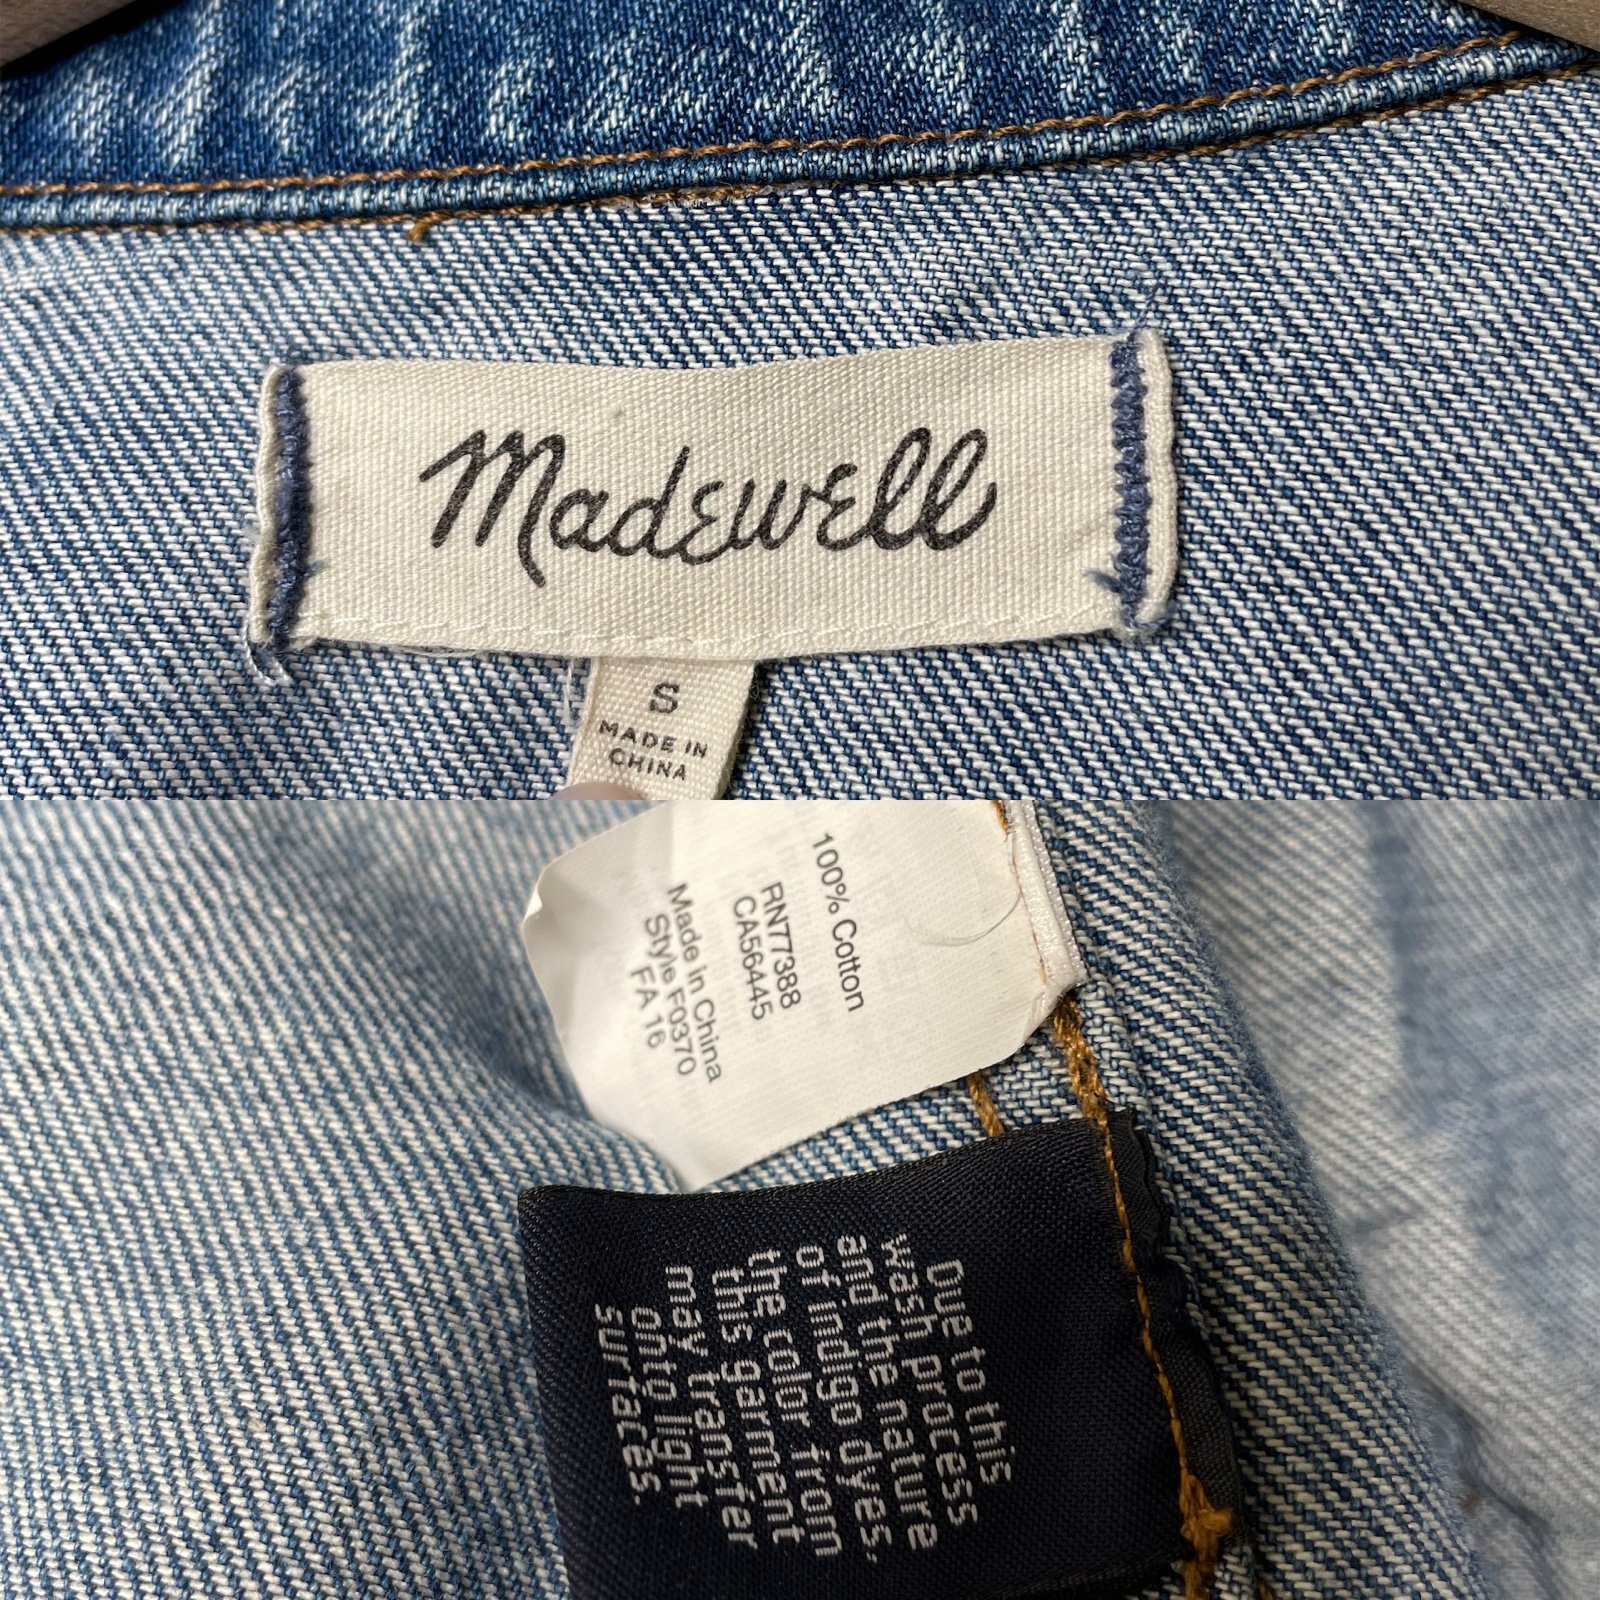 Madewell
S
MADE IN
CHINA
100% Cotton
RN77388
CA56445
Made in China
Style F0370
FA 16
Due to this
wash process
and the nature
of indigo dyes,
the color from
this garment
may transfer
onto light
surfaces.